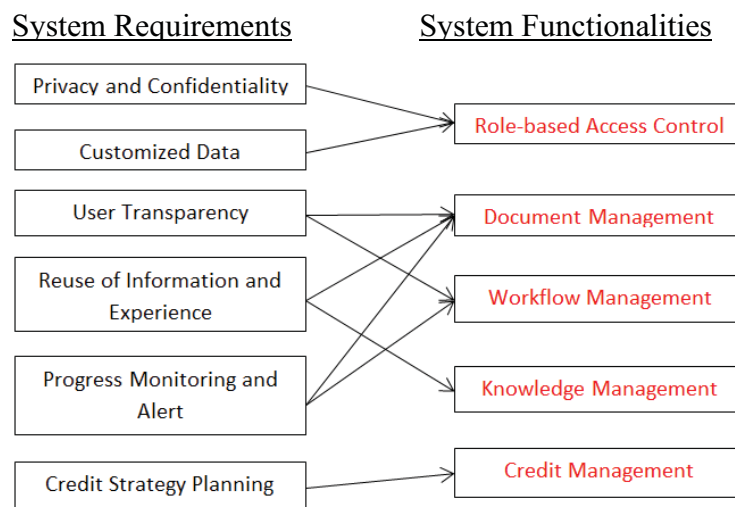 System Requirements
System Functionalities
Privacy and Confidentiality
Role-based Access Control
Customized Data
User Transparency
Document Management
Reuse of Information and
Experience
Workflow Management
Progress Monitoring and
Alert
Knowledge Management
Credit Strategy Planning
Credit Management